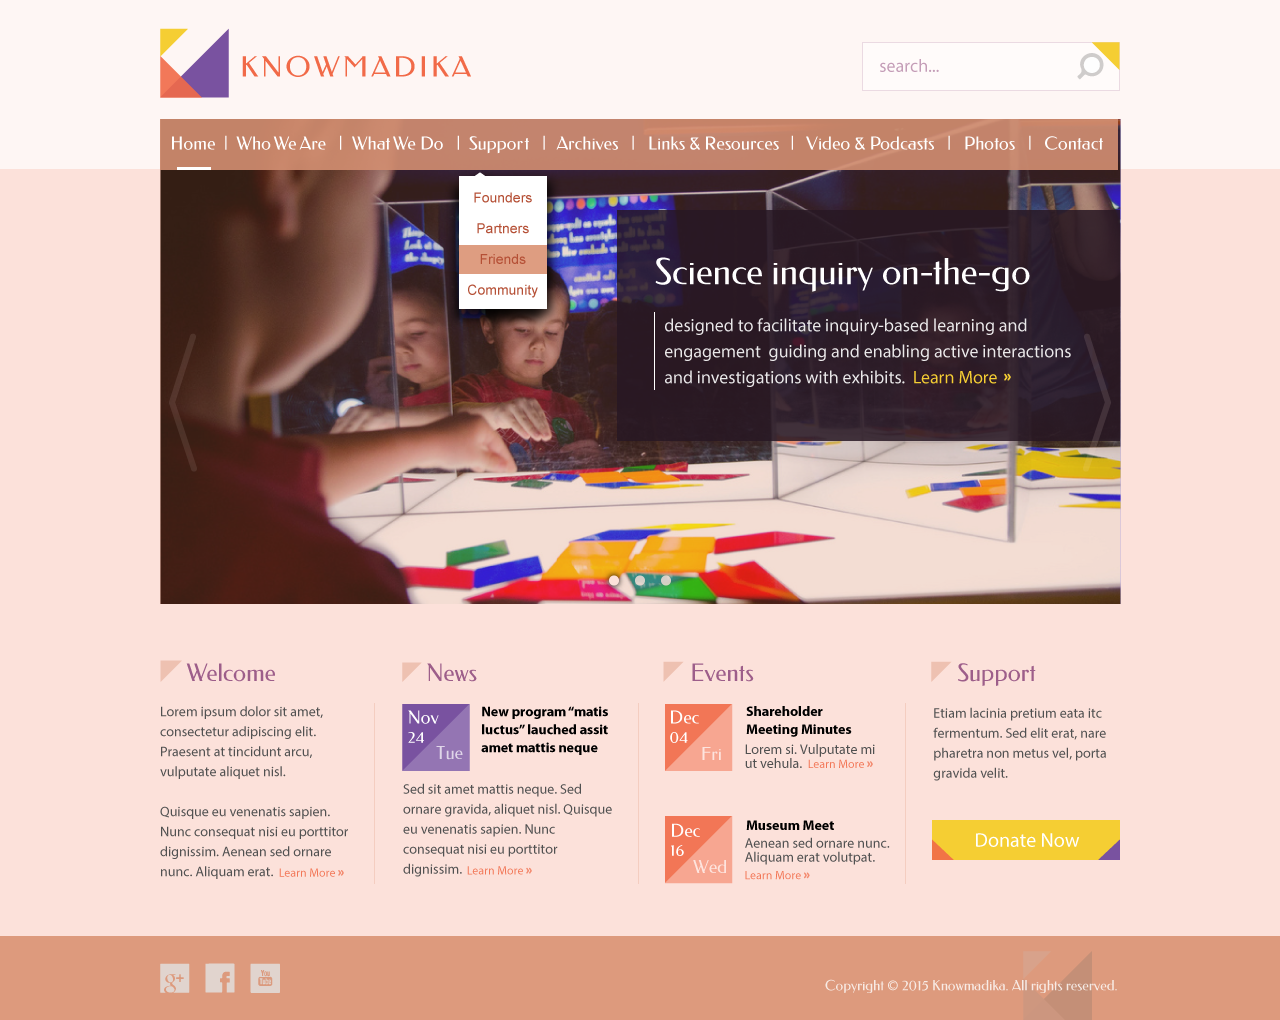 KNOWMADIKA
search...
Home | Who We Are | What We Do | Support | Archives | Links & Resources | Video & Podcasts | Photos | Contact
Founders
Partners
Friends
Community
Science inquiry on-the-go
designed to facilitate inquiry-based learning and
engagement guiding and enabling active interactions
and investigations with exhibits. Learn More »
Welcome
Lorem ipsum dolor sit amet,
consectetur adipiscing elit.
Praesent at tincidunt arcu,
vulputate aliquet nisl.
Quisque eu venenatis sapien.
Nunc consequat nisi eu porttitor
dignissim. Aenean sed ornare
nunc. Aliquam erat. Learn More »
News
Nov
24
Tue
New program “matis
luctus” lauched assit
amet mattis neque
Sed sit amet mattis neque. Sed
ornare gravida, aliquet nisl. Quisque
eu venenatis sapien. Nunc
consequat nisi eu porttitor
dignissim. Learn More »
Events
Dec
04
Fri
Shareholder
Meeting Minutes
Lorem si. Vulputate mi
ut vehula. Learn More »
Dec
16
Wed
Museum Meet
Aenean sed ornare nunc.
Aliquam erat volutpat.
Learn More »
Support
Etiam lacinia pretium eata itc
fermentum. Sed elit erat, nare
pharetra non metus vel, porta
gravida velit.
Donate Now
g+ f You Tube
Copyright © 2015 Knowmadika. All rights reserved.